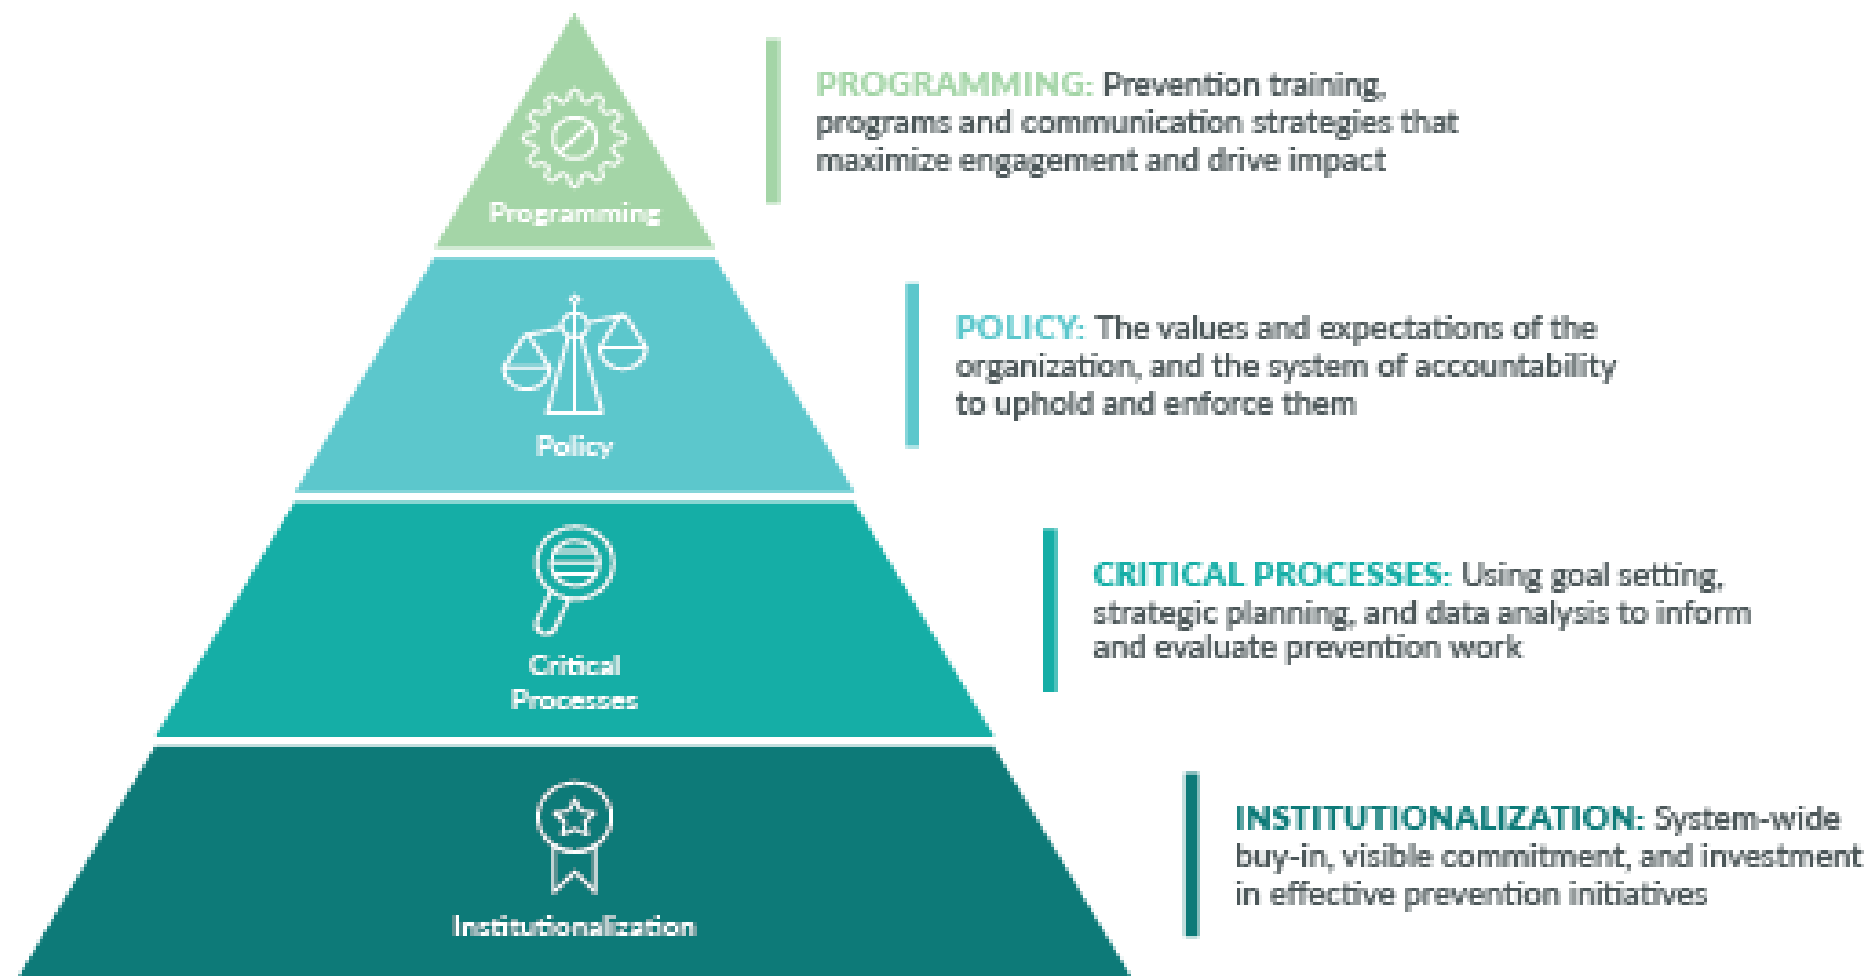 Programming
PROGRAMMING: Prevention training,
programs and communication strategies that
maximize engagement and drive impact
Policy
POLICY: The values and expectations of the
organization, and the system of accountability
to uphold and enforce them
Critical
Processes
CRITICAL PROCESSES: Using goal setting,
strategic planning, and data analysis to inform
and evaluate prevention work
Institutionalization
INSTITUTIONALIZATION: System-wide
buy-in, visible commitment, and investment
in effective prevention initiatives